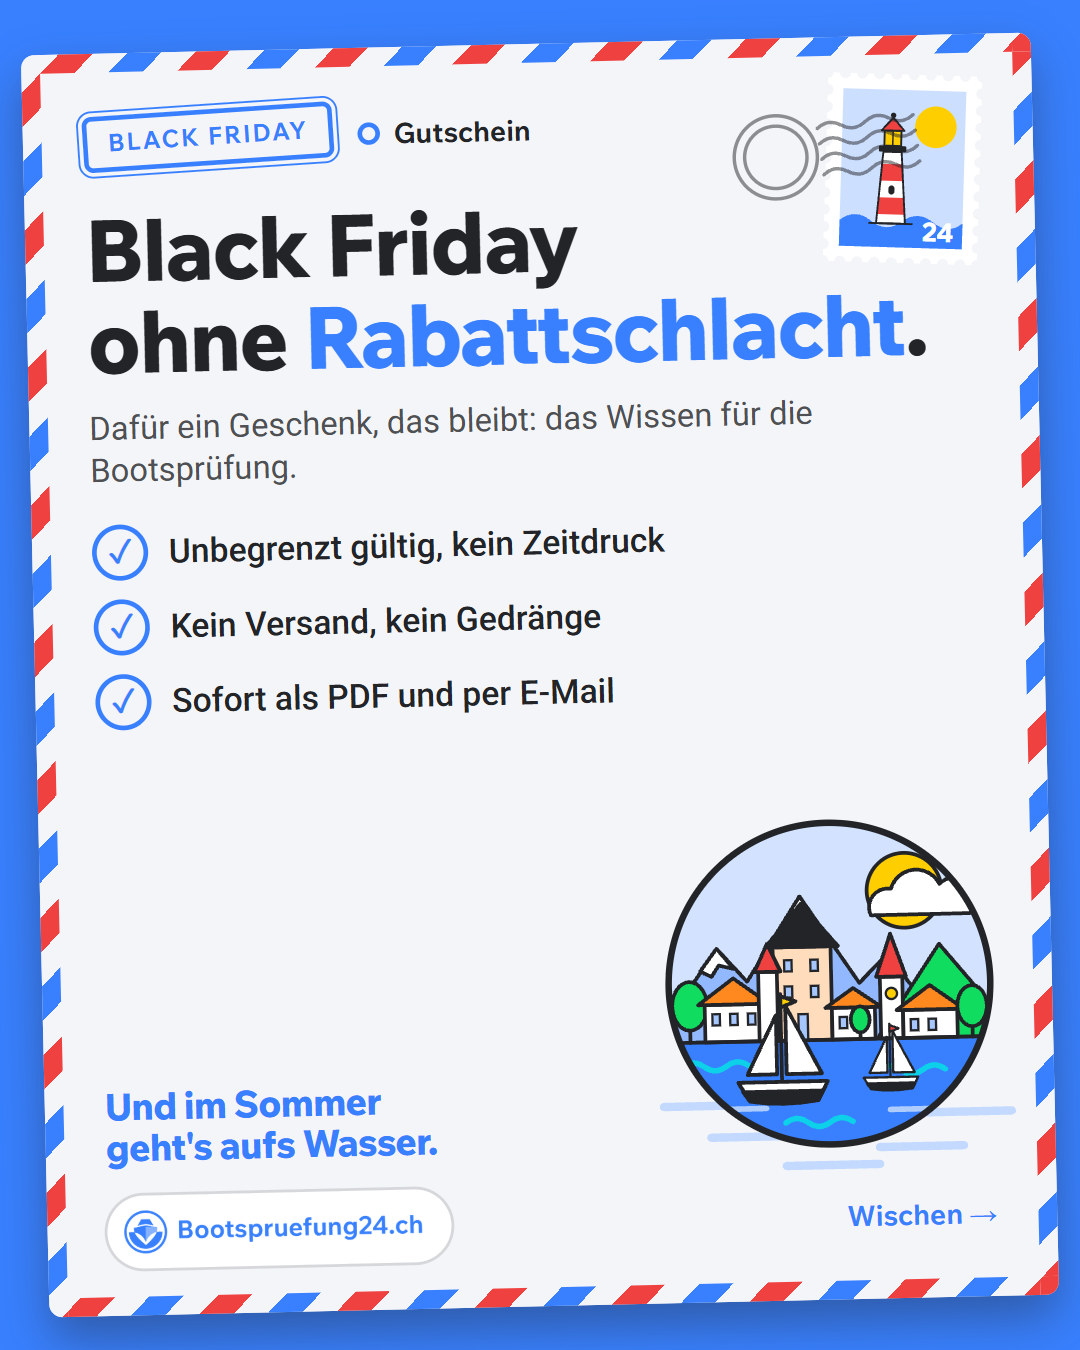 BLACK FRIDAY
Gutschein
24
Black Friday
ohne Rabattschlacht.
Dafür ein Geschenk, das bleibt: das Wissen für die
Bootsprüfung.
Unbegrenzt gültig, kein Zeitdruck
Kein Versand, kein Gedränge
Sofort als PDF und per E-Mail
Und im Sommer
geht's aufs Wasser.
Bootspruefung24.ch
Wischen →